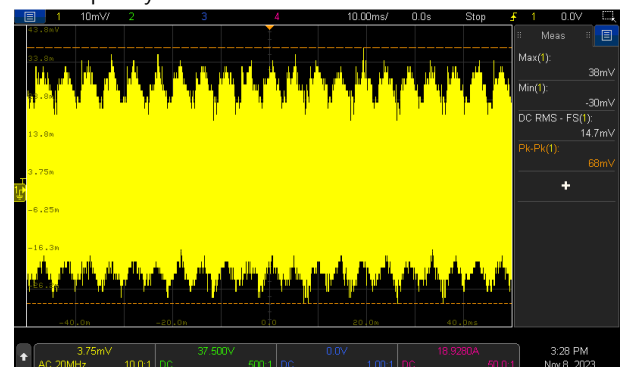 1 10mV/ 2 3 4 10.00ms/ 0.0s Stop 1 0.0V
43.8mV
Meas
33.8m
Max(1):
38mV
Min(1):
-30mV
DC RMS - FS(1):
14.7mV
13.8m
Pk-Pk(1):
68mV
3.75m
-6.25m
-16.3m
-40.0m -20.0m 0.0 20.0m 40.0ms
3.75mV 37.500V 0.0V 18.9280A 3:28 PM
AC 20MHz 10.0:1 DC 500:1 DC 1.00:1 DC 50.0:1 Nov 8, 2023